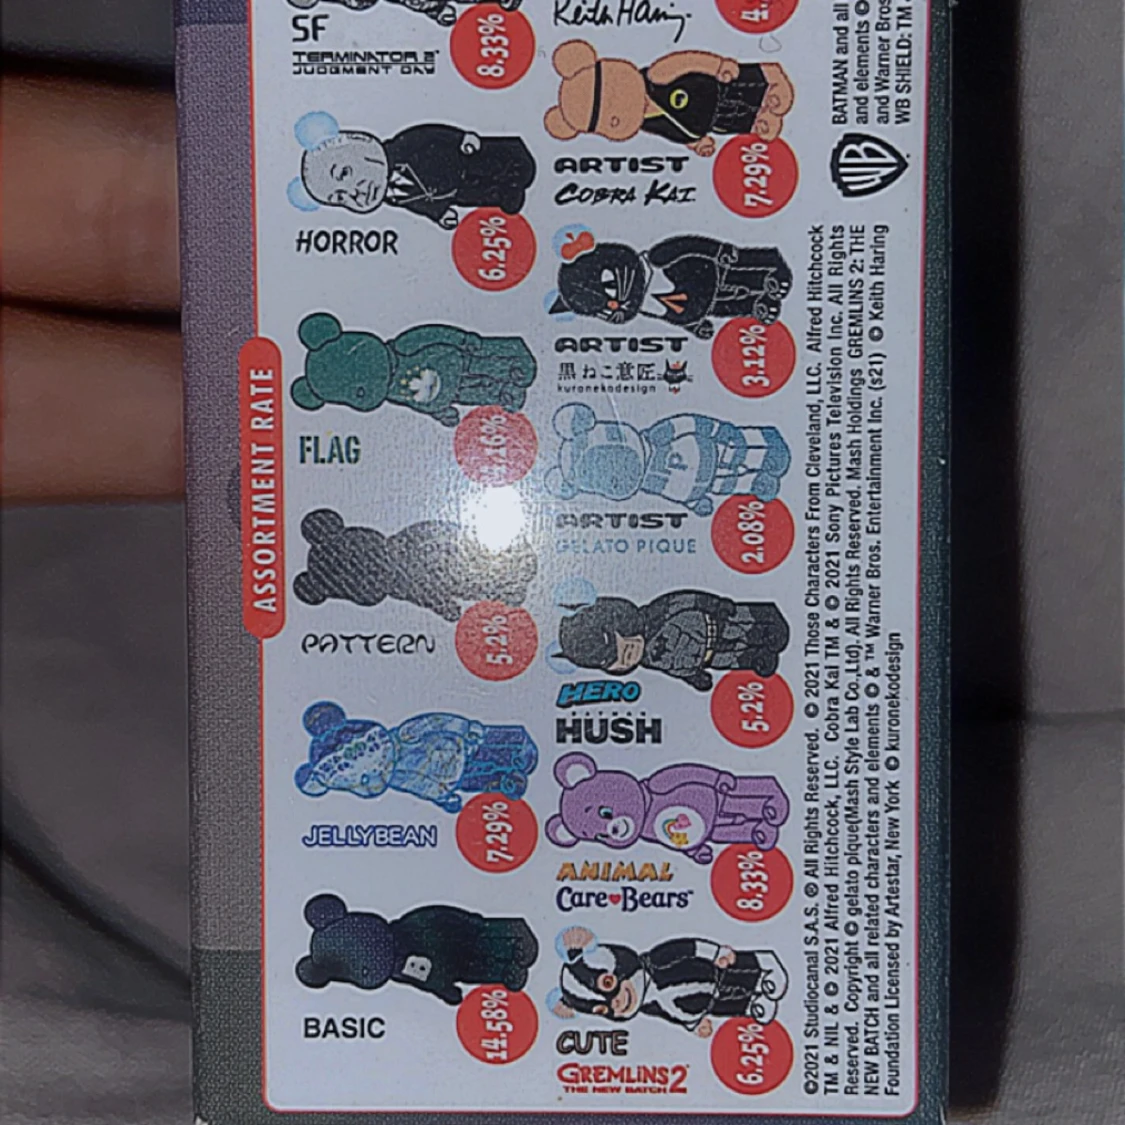 ASSORTMENT RATE
SF
TERMINATOR 2
JUDGMENT DAY
8.33%
HORROR
6.25%
FLAG
PATTERN
5.2%
JELLYBEAN
7.29%
BASIC
14.58%
Keith Haring
ARTIST
COBRA KAI
7.29%
ARTIST
黒ねこ意匠
kuronekodesign
3.12%
ARTIST
GELATO PIQUE
2.08%
HERO
BATMAN
HUSH
5.2%
ANIMAL
Care Bears™
8.33%
CUTE
GREMLINS 2
THE NEW BATCH
6.25%
©2021 Studiocanal S.A.S. ® All Rights Reserved. © 2021 Those Characters From Cleveland, LLC. Alfred Hitchcock
TM & NIL & © 2021 Alfred Hitchcock, LLC. Cobra Kai TM & © 2021 Sony Pictures Television Inc. All Rights
Reserved. Copyright © gelato pique(Mash Style Lab Co.,Ltd). All Rights Reserved. Mash Holdings GREMLINS 2: THE
NEW BATCH and all related characters and elements © & ™ Warner Bros. Entertainment Inc. (s21) © Keith Haring
Foundation Licensed by Artestar, New York © kuronekodesign
WB
BATMAN and all
and elements ©
and Warner Bros
WB SHIELD: TM